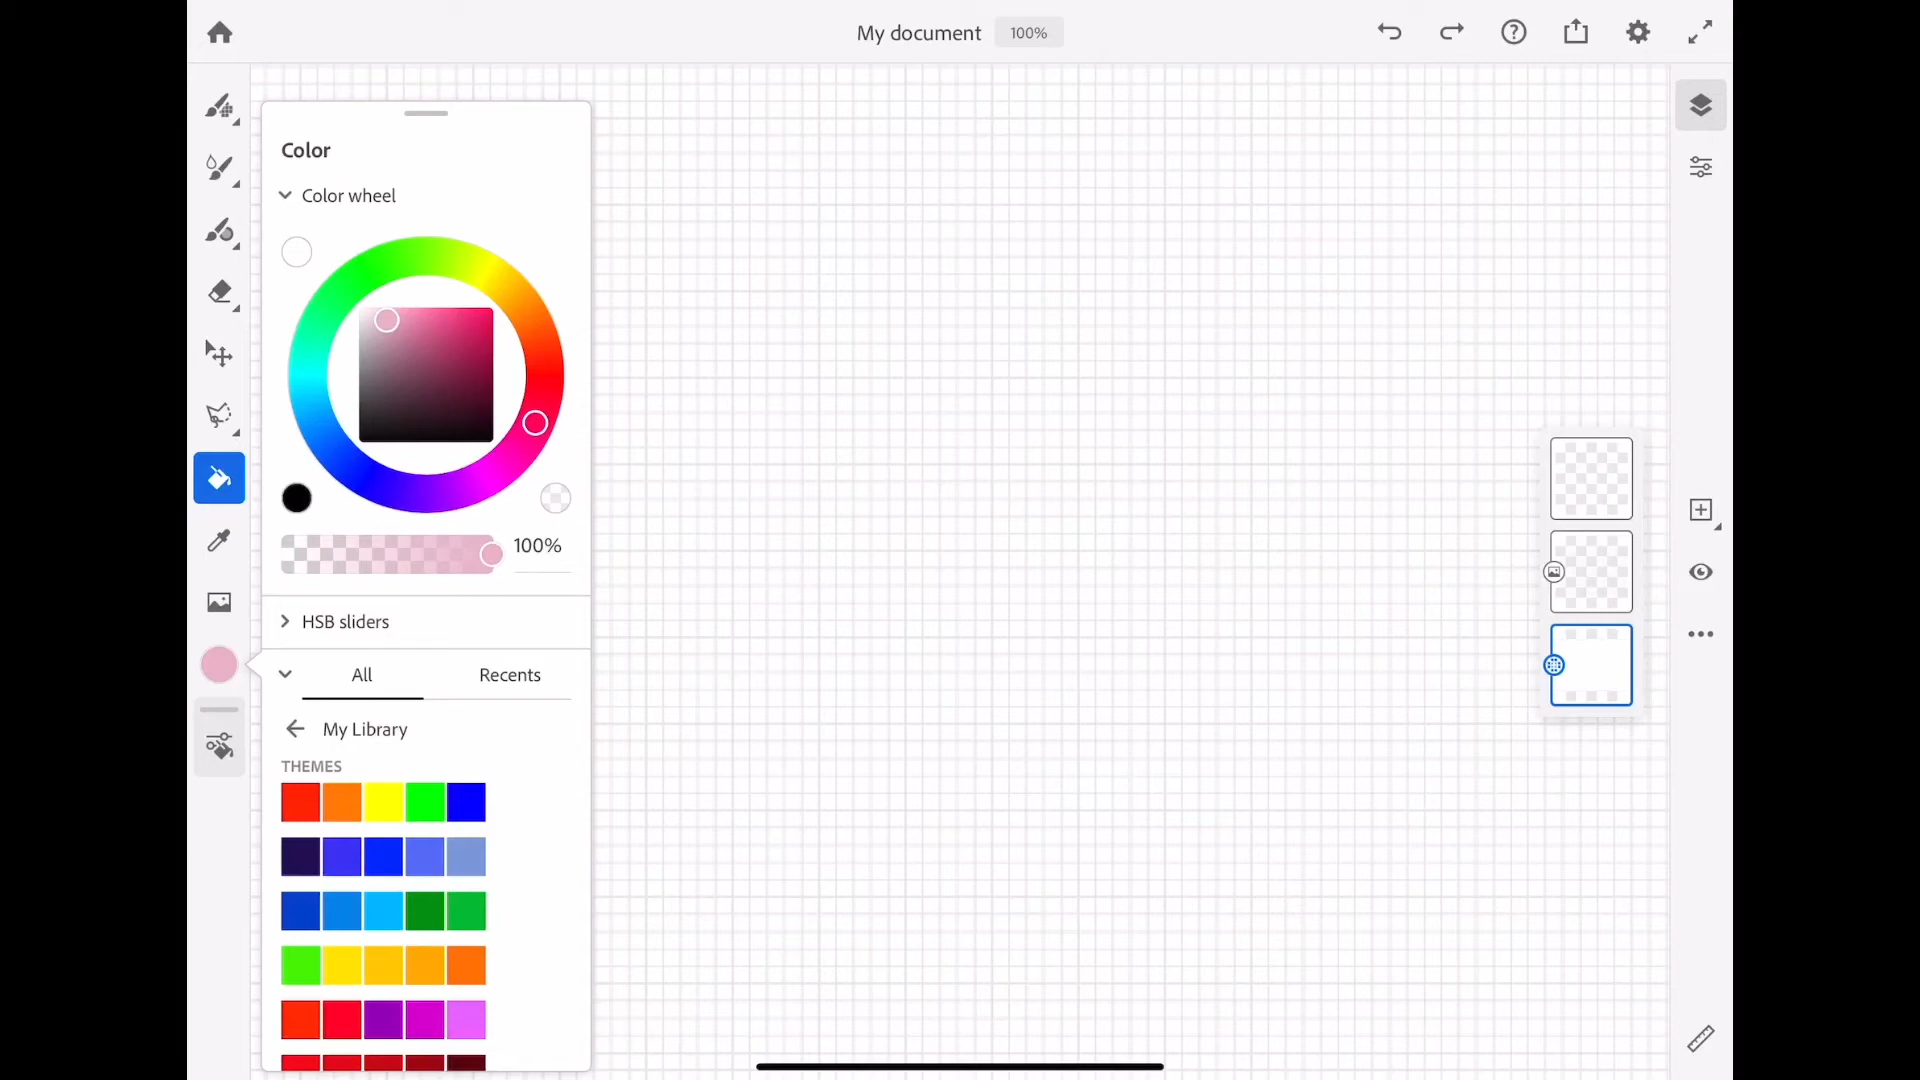 My document
100%
Color
Color wheel
100%
HSB sliders
All
Recents
My Library
THEMES